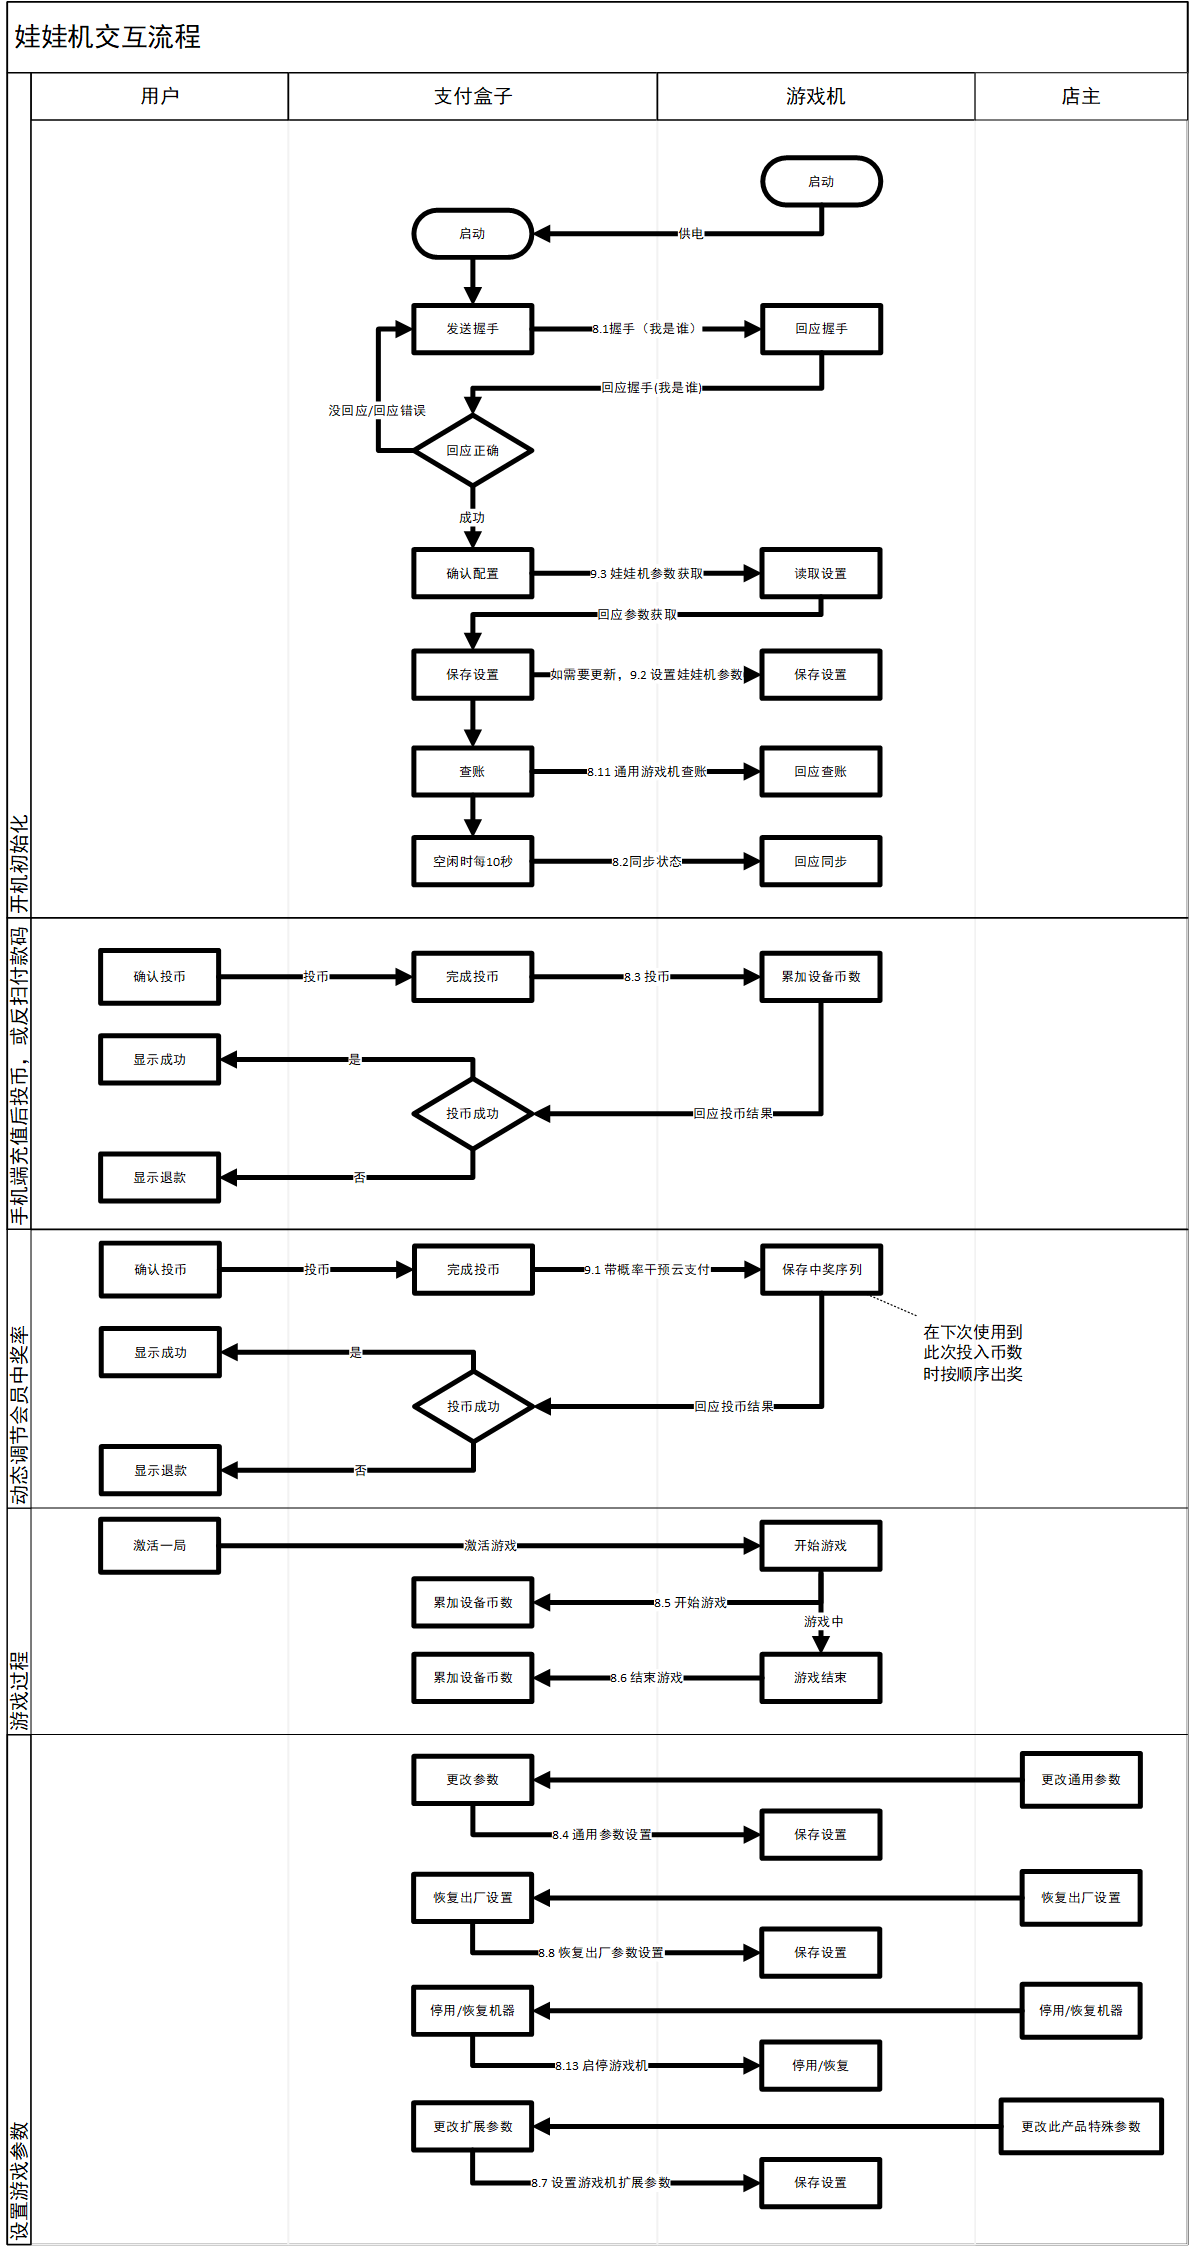 娃娃机交互流程
用户
支付盒子
游戏机
店主
开机初始化
启动
供电
启动
发送握手
8.1握手（我是谁）
回应握手
回应握手(我是谁)
没回应/回应错误
回应正确
成功
确认配置
9.3 娃娃机参数获取
读取设置
回应参数获取
保存设置
如需要更新，9.2 设置娃娃机参数
保存设置
查账
8.11 通用游戏机查账
回应查账
空闲时每10秒
8.2同步状态
回应同步
手机端充值后投币，或反扫付款码
确认投币
投币
完成投币
8.3 投币
累加设备币数
显示成功
是
投币成功
回应投币结果
显示退款
否
动态调节会员中奖率
确认投币
投币
完成投币
9.1 带概率干预云支付
保存中奖序列
在下次使用到
此次投入币数
时按顺序出奖
显示成功
是
投币成功
回应投币结果
显示退款
否
游戏过程
激活一局
激活游戏
开始游戏
累加设备币数
8.5 开始游戏
游戏中
累加设备币数
8.6 结束游戏
游戏结束
设置游戏参数
更改参数
更改通用参数
8.4 通用参数设置
保存设置
恢复出厂设置
恢复出厂设置
8.8 恢复出厂参数设置
保存设置
停用/恢复机器
停用/恢复机器
8.13 启停游戏机
停用/恢复
更改扩展参数
更改此产品特殊参数
8.7 设置游戏机扩展参数
保存设置